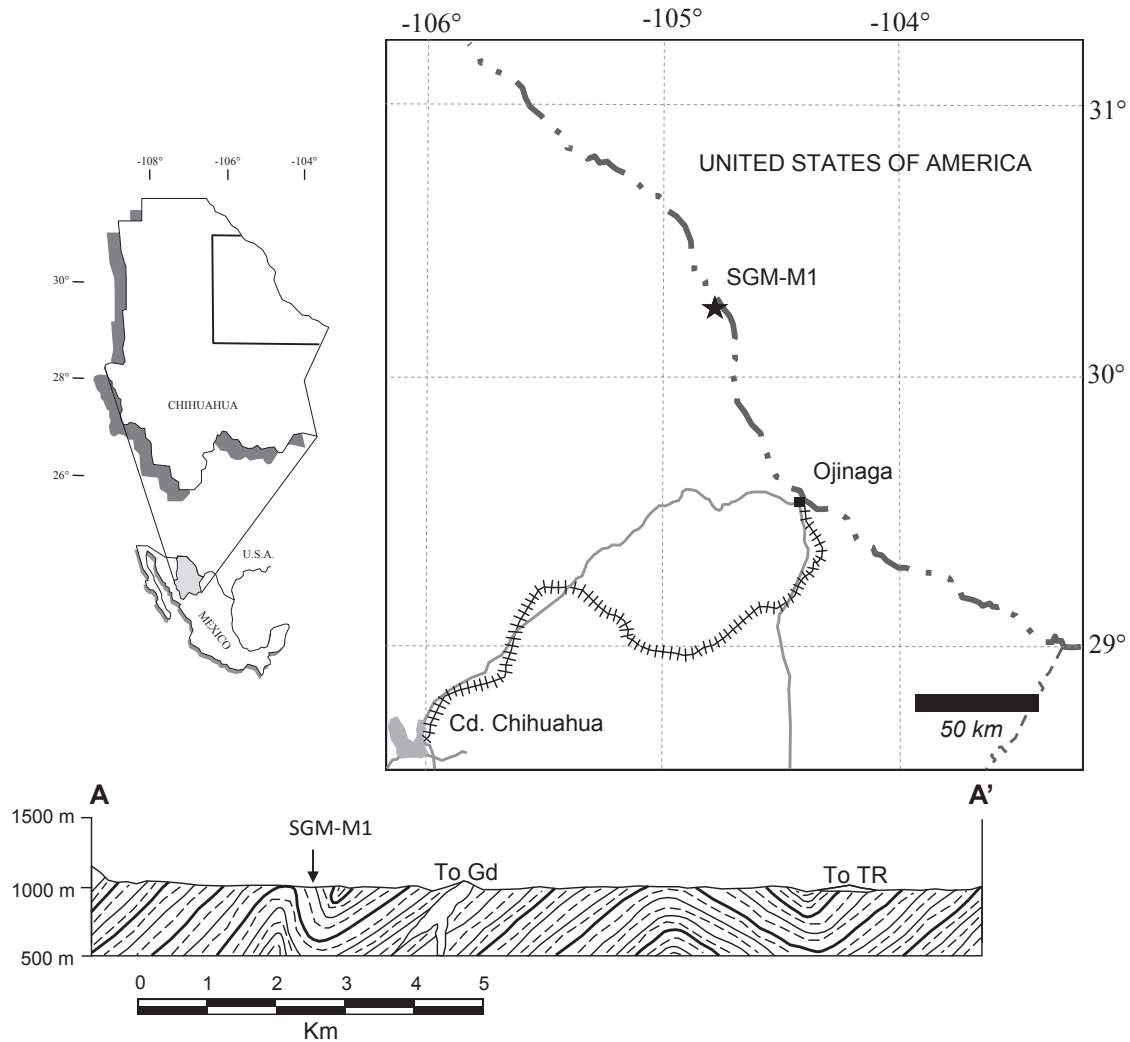 -106°
-105°
-104°
31°
UNITED STATES OF AMERICA
-108°
-106°
-104°
SGM-M1
30°
30°
28°
CHIHUAHUA
Ojinaga
26°
U.S.A.
MEXICO
29°
Cd. Chihuahua
50 km
A
A’
1500 m
SGM-M1
To Gd
To TR
1000 m
500 m
0 1 2 3 4 5
Km